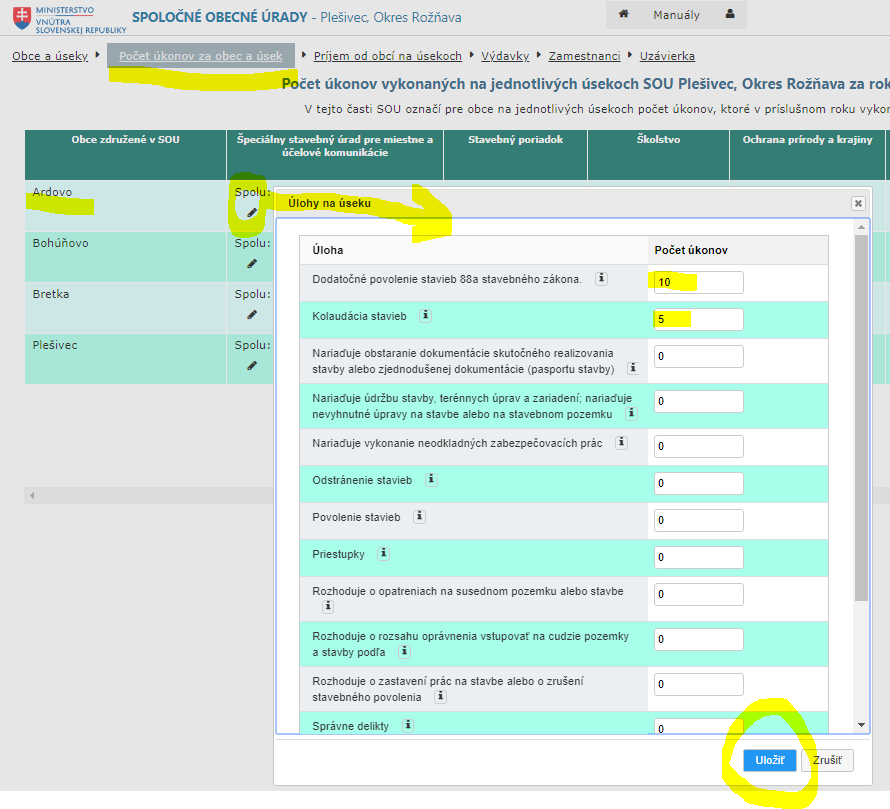 MINISTERSTVO
VNÚTRA
SLOVENSKEJ REPUBLIKY
SPOLOČNÉ OBECNÉ ÚRADY - Plešivec, Okres Rožňava
Manuály
Obce a úseky
Počet úkonov za obec a úsek
Príjem od obcí na úsekoch
Výdavky
Zamestnanci
Uzávierka
Počet úkonov vykonaných na jednotlivých úsekoch SOU Plešivec, Okres Rožňava za rok
V tejto časti SOU označí pre obce na jednotlivých úsekoch počet úkonov, ktoré v príslušnom roku vykon
Obce združené v SOU
Špeciálny stavebný úrad pre miestne a
účelové komunikácie
Stavebný poriadok
Školstvo
Ochrana prírody a krajiny
Ardovo
Spolu:
Bohúňovo
Spolu:
Bretka
Spolu:
Plešivec
Spolu:
Úlohy na úseku
Úloha
Počet úkonov
Dodatočné povolenie stavieb 88a stavebného zákona.
10
Kolaudácia stavieb
5
Nariaďuje obstaranie dokumentácie skutočného realizovania
stavby alebo zjednodušenej dokumentácie (pasportu stavby)
0
Nariaďuje údržbu stavby, terénnych úprav a zariadení; nariaďuje
nevyhnutné úpravy na stavbe alebo na stavebnom pozemku
0
Nariaďuje vykonanie neodkladných zabezpečovacích prác
0
Odstránenie stavieb
0
Povolenie stavieb
0
Priestupky
0
Rozhoduje o opatreniach na susednom pozemku alebo stavbe
0
Rozhoduje o rozsahu oprávnenia vstupovať na cudzie pozemky
a stavby podľa
0
Rozhoduje o zastavení prác na stavbe alebo o zrušení
stavebného povolenia
0
Správne delikty
0
Uložiť
Zrušiť